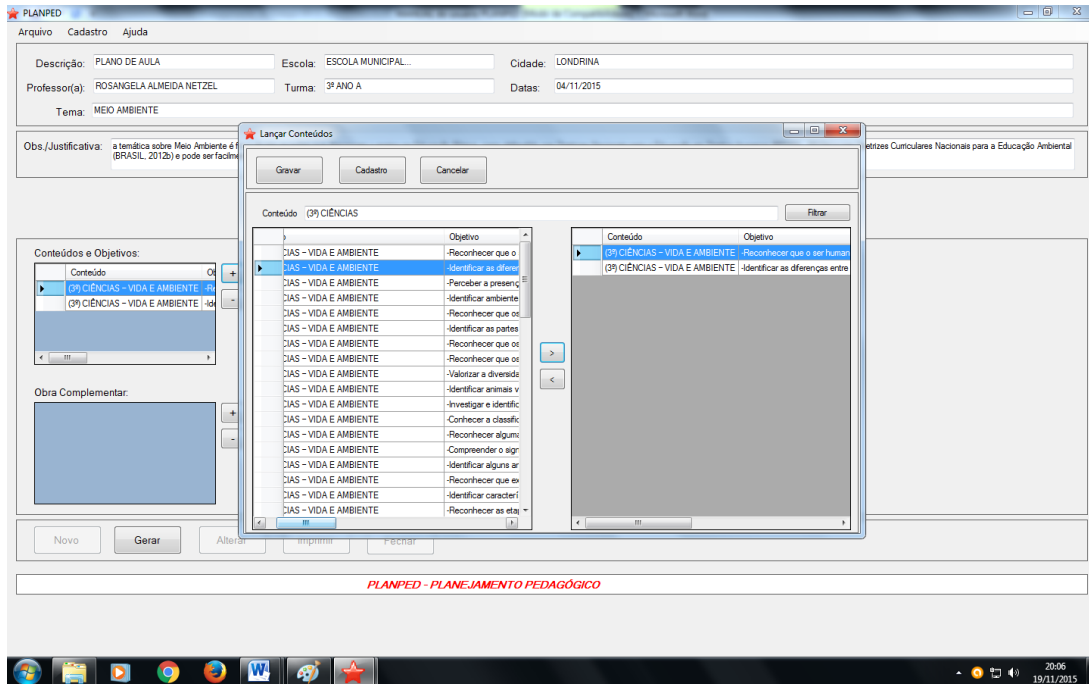 PLANPED
Arquivo Cadastro Ajuda
Descrição: PLANO DE AULA Escola: ESCOLA MUNICIPAL... Cidade: LONDRINA
Professor(a): ROSANGELA ALMEIDA NETZEL Turma: 3º ANO A Datas: 04/11/2015
Tema: MEIO AMBIENTE
Obs./Justificativa: a temática sobre Meio Ambiente é f
etrizes Curriculares Nacionais para a Educação Ambiental
(BRASIL, 2012b) e pode ser facilme
Conteúdos e Objetivos:
Conteúdo Ob
(3º) CIÊNCIAS – VIDA E AMBIENTE -Re
(3º) CIÊNCIAS – VIDA E AMBIENTE -Ide
+
-
Obra Complementar:
+
-
Lançar Conteúdos
Gravar Cadastro Cancelar
Conteúdo (3º) CIÊNCIAS Filtrar
Objetivo
CIAS – VIDA E AMBIENTE -Reconhecer que o
CIAS – VIDA E AMBIENTE -Identificar as diferen
CIAS – VIDA E AMBIENTE -Perceber a presenç
CIAS – VIDA E AMBIENTE -Identificar ambiente
CIAS – VIDA E AMBIENTE -Reconhecer que os
CIAS – VIDA E AMBIENTE -Identificar as partes
CIAS – VIDA E AMBIENTE -Reconhecer que os
CIAS – VIDA E AMBIENTE -Reconhecer que os
CIAS – VIDA E AMBIENTE -Valorizar a diversida
CIAS – VIDA E AMBIENTE -Identificar animais v
CIAS – VIDA E AMBIENTE -Investigar e identific
CIAS – VIDA E AMBIENTE -Conhecer a classific
CIAS – VIDA E AMBIENTE -Reconhecer alguma
CIAS – VIDA E AMBIENTE -Compreender o sign
CIAS – VIDA E AMBIENTE -Identificar alguns an
CIAS – VIDA E AMBIENTE -Reconhecer que ex
CIAS – VIDA E AMBIENTE -Identificar caracterí
CIAS – VIDA E AMBIENTE -Reconhecer as etap
>
<
Conteúdo Objetivo
(3º) CIÊNCIAS – VIDA E AMBIENTE -Reconhecer que o ser human
(3º) CIÊNCIAS – VIDA E AMBIENTE -Identificar as diferenças entre
Novo Gerar Alterar Imprimir Fechar
PLANPED - PLANEJAMENTO PEDAGÓGICO
20:06
19/11/2015